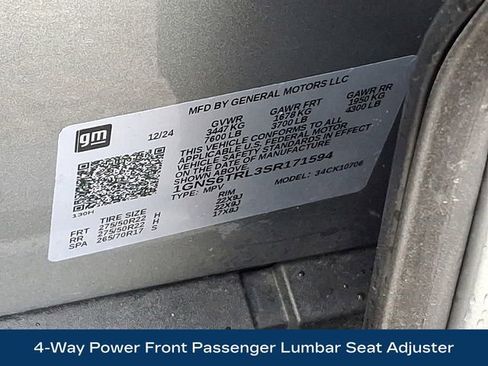 gm
12/24
MFD BY GENERAL MOTORS LLC
GVWR GAWR FRT GAWR RR
3447 KG 1678 KG 1950 KG
7600 LB 3700 LB 4300 LB
THIS VEHICLE CONFORMS TO ALL
APPLICABLE U.S. FEDERAL MOTOR
VEHICLE SAFETY STANDARDS IN EFFECT
ON THE DATE OF MANUFACTURE SHOWN ABOVE
1GNS6TRL3SR171594
TYPE: MPV MODEL: 34CK10706
130H
TIRE SIZE RIM
FRT 275/50R22 H 22X9J
RR 275/50R22 H 22X9J
SPA 265/70R17 S 17X8J
4-Way Power Front Passenger Lumbar Seat Adjuster